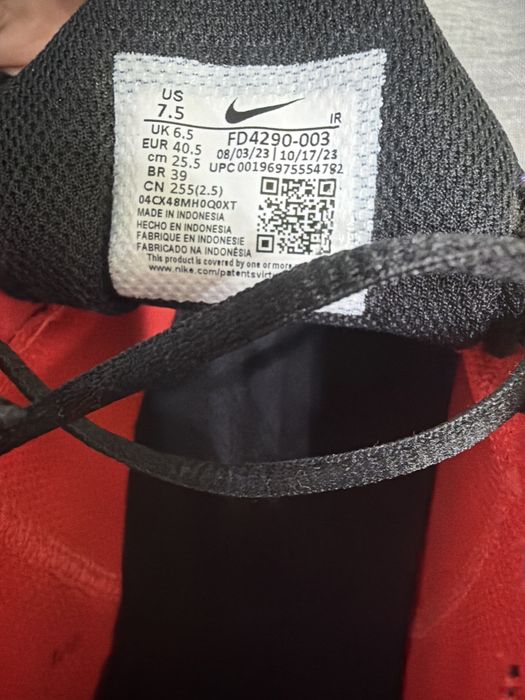 US
7.5
IR
UK 6.5
FD4290-003
EUR 40.5
08/03/23 | 10/17/23
cm 25.5
UPC 00196975554782
BR 39
CN 255(2.5)
04CX48MH0Q0XT
MADE IN INDONESIA
HECHO EN INDONESIA
FABRIQUE EN INDONESIE
FABRICADO NA INDONÉSIA
This product is covered by one or more
www.nike.com/patents